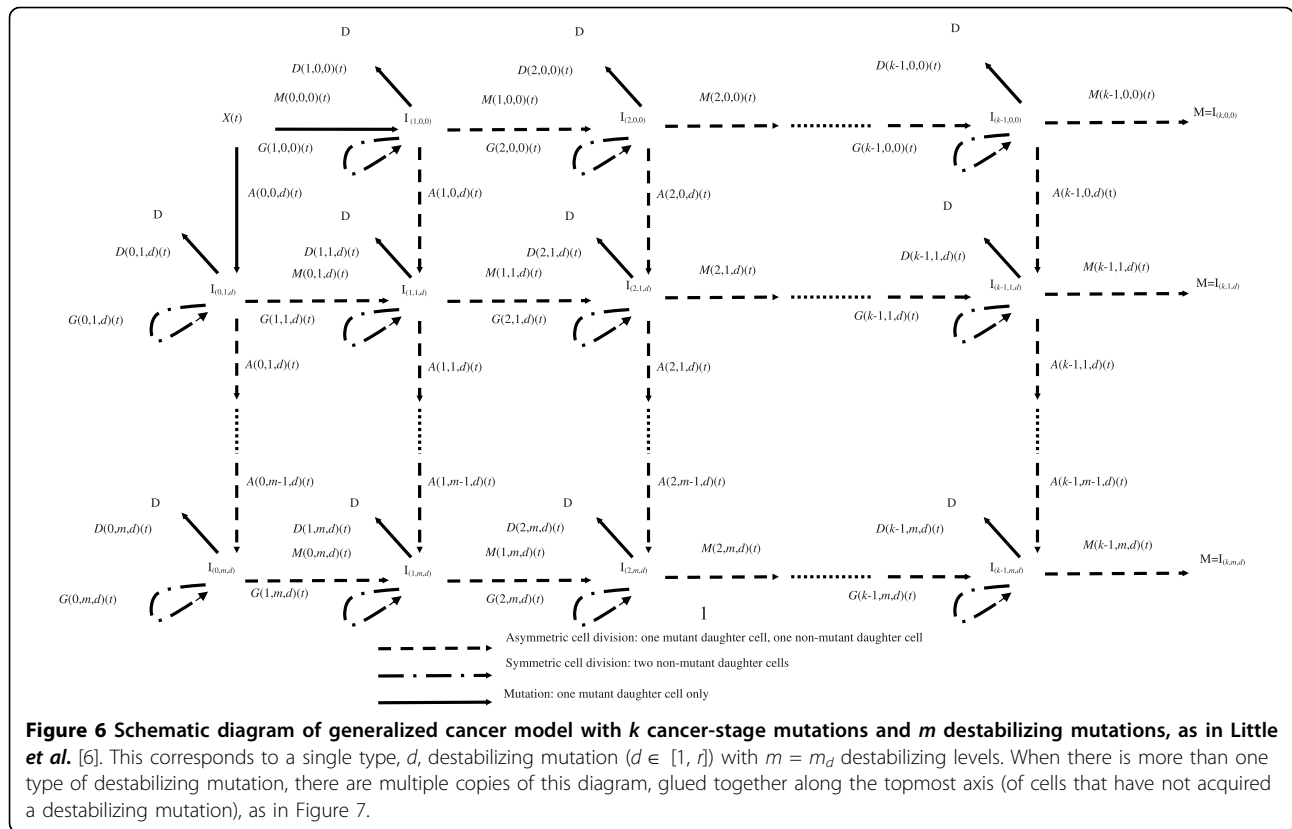 D D D
D(1,0,0)(t) D(2,0,0)(t) D(k-1,0,0)(t)
M(0,0,0)(t) M(1,0,0)(t) M(2,0,0)(t) M(k-1,0,0)(t)
X(t) I(1,0,0) I(2,0,0) I(k-1,0,0) M=I(k,0,0)
G(1,0,0)(t) G(2,0,0)(t) G(k-1,0,0)(t)
A(0,0,d)(t) A(1,0,d)(t) A(2,0,d)(t) A(k-1,0,d)(t)
D D D D
D(0,1,d)(t) D(1,1,d)(t) D(2,1,d)(t) D(k-1,1,d)(t)
M(0,1,d)(t) M(1,1,d)(t) M(2,1,d)(t) M(k-1,1,d)(t)
I(0,1,d) I(1,1,d) I(2,1,d) I(k-1,1,d) M=I(k,1,d)
G(0,1,d)(t) G(1,1,d)(t) G(2,1,d)(t) G(k-1,1,d)(t)
A(0,1,d)(t) A(1,1,d)(t) A(2,1,d)(t) A(k-1,1,d)(t)
A(0,m-1,d)(t) A(1,m-1,d)(t) A(2,m-1,d)(t) A(k-1,m-1,d)(t)
D D D D
D(0,m,d)(t) D(1,m,d)(t) D(2,m,d)(t) D(k-1,m,d)(t)
M(0,m,d)(t) M(1,m,d)(t) M(2,m,d)(t) M(k-1,m,d)(t)
I(0,m,d) I(1,m,d) I(2,m,d) I(k-1,m,d) M=I(k,m,d)
G(0,m,d)(t) G(1,m,d)(t) G(2,m,d)(t) G(k-1,m,d)(t)
1
Asymmetric cell division: one mutant daughter cell, one non-mutant daughter cell
Symmetric cell division: two non-mutant daughter cells
Mutation: one mutant daughter cell only
Figure 6 Schematic diagram of generalized cancer model with k cancer-stage mutations and m destabilizing mutations, as in Little
et al. [6]. This corresponds to a single type, d, destabilizing mutation (d ∈ [1, r]) with m = m_d destabilizing levels. When there is more than one
type of destabilizing mutation, there are multiple copies of this diagram, glued together along the topmost axis (of cells that have not acquired
a destabilizing mutation), as in Figure 7.